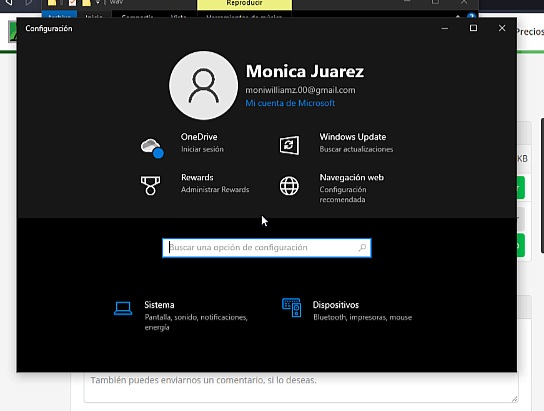 wav
Reproducir
Archivo
Inicio
Compartir
Vista
Herramientas de música
Configuración
Precios
Monica Juarez
moniwilliamz.00@gmail.com
Mi cuenta de Microsoft
OneDrive
Iniciar sesión
Windows Update
Buscar actualizaciones
KB
Rewards
Administrar Rewards
Navegación web
Configuración
recomendada
Buscar una opción de configuración
Sistema
Pantalla, sonido, notificaciones,
energía
Dispositivos
Bluetooth, impresoras, mouse
También puedes enviarnos un comentario, si lo deseas.